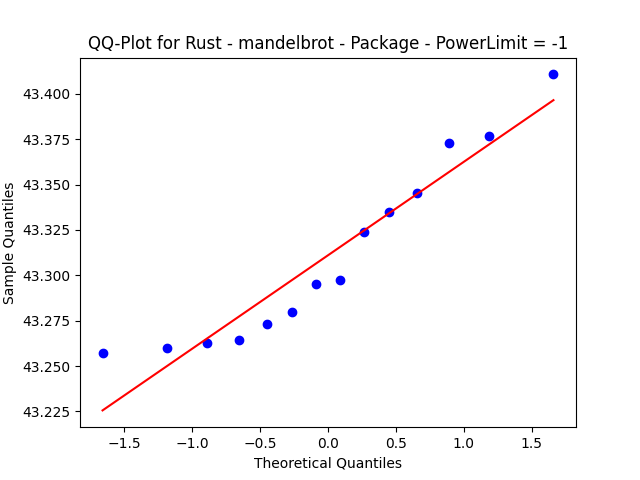 QQ-Plot for Rust - mandelbrot - Package - PowerLimit = -1
43.400
43.375
43.350
43.325
43.300
43.275
43.250
43.225
Sample Quantiles
−1.5 −1.0 −0.5 0.0 0.5 1.0 1.5
Theoretical Quantiles